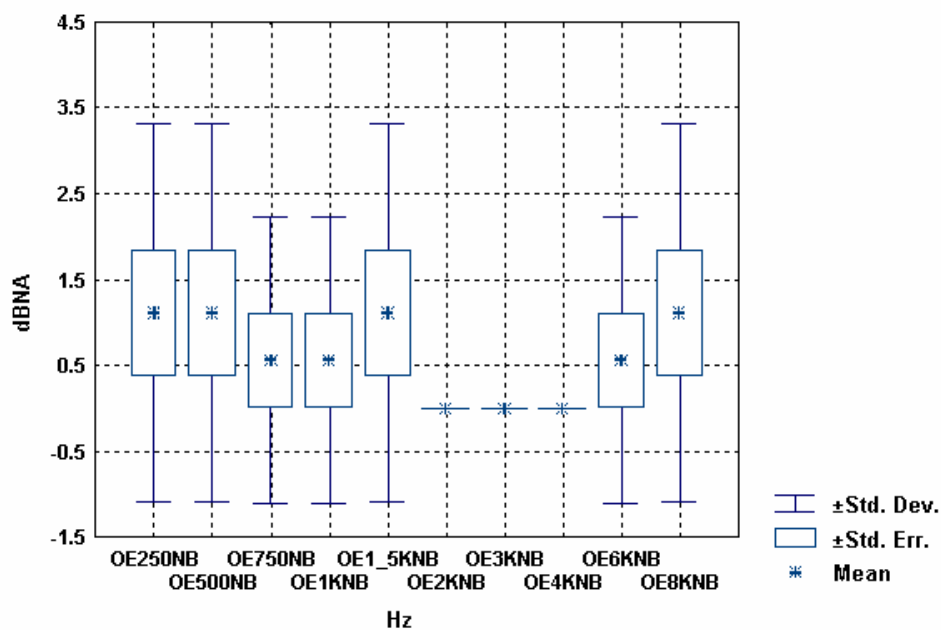 4.5
3.5
2.5
1.5
0.5
-0.5
-1.5
dBNA
OE250NB OE750NB OE1_5KNB OE3KNB OE6KNB
OE500NB OE1KNB OE2KNB OE4KNB OE8KNB
Hz
±Std. Dev.
±Std. Err.
Mean